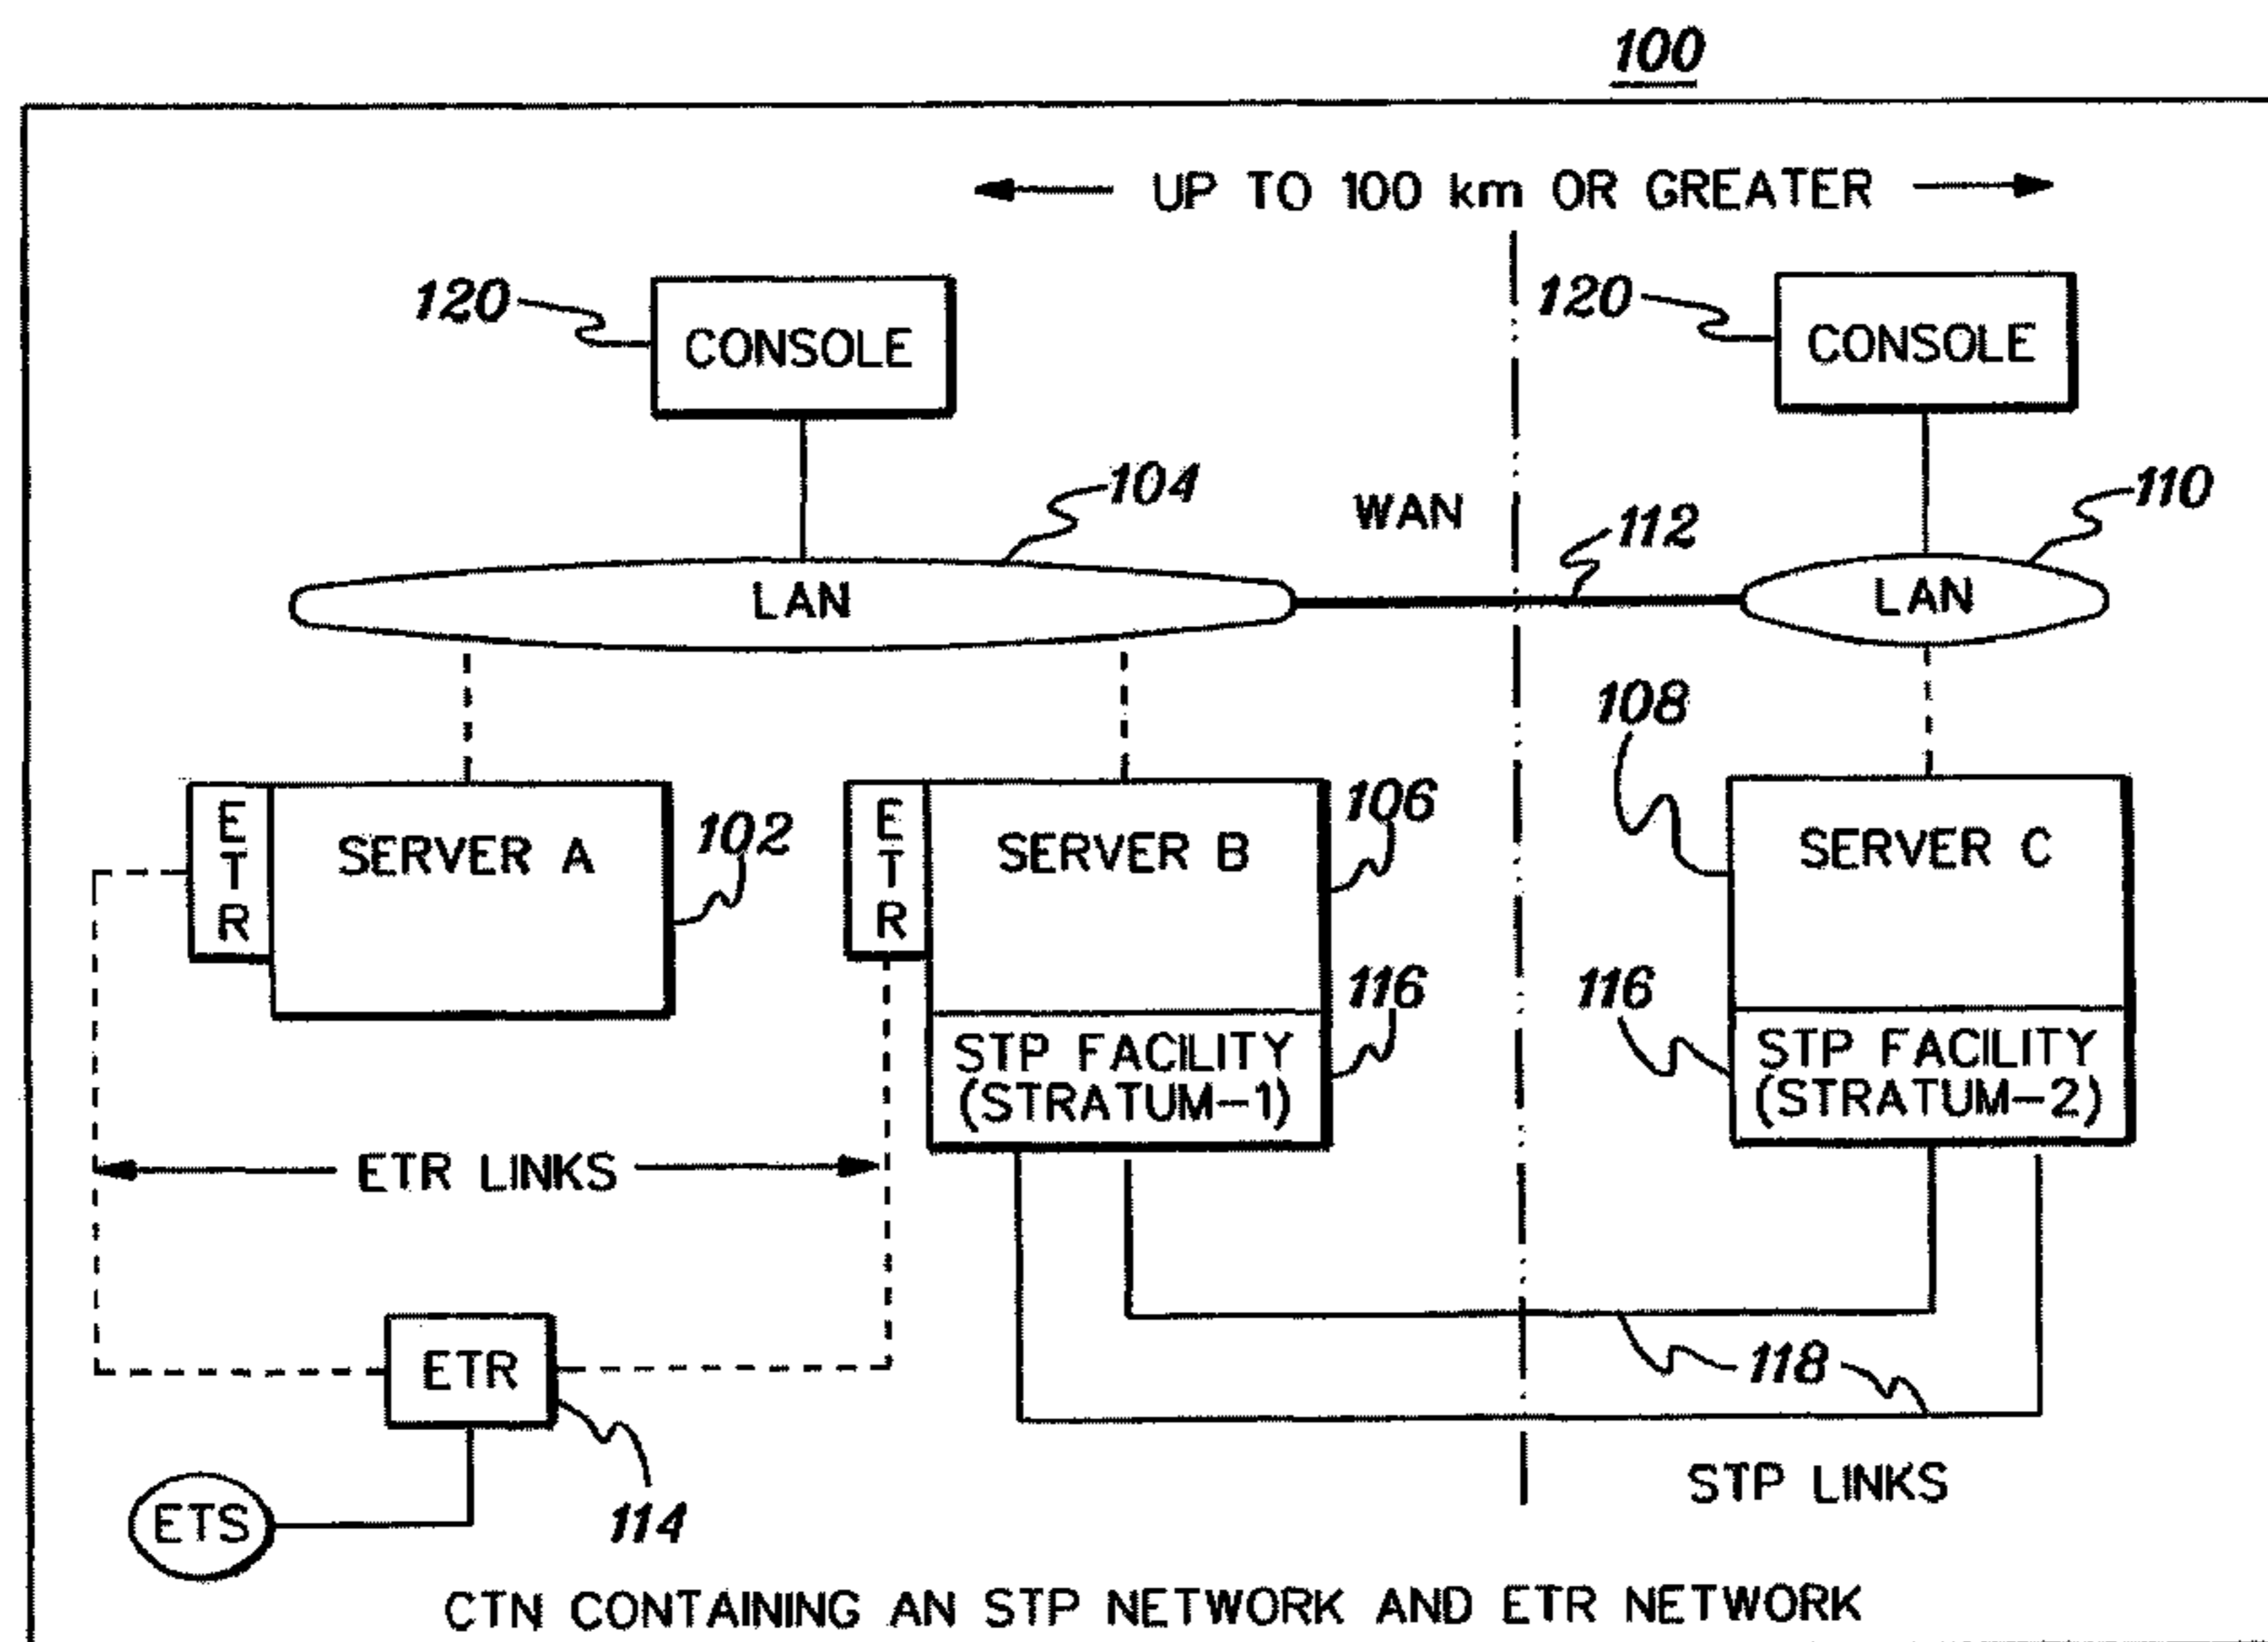 100
UP TO 100 km OR GREATER
120
CONSOLE
120
CONSOLE
104
WAN
112
110
LAN
LAN
108
ETR
SERVER A
102
ETR
SERVER B
106
SERVER C
116
STP FACILITY
(STRATUM-1)
116
STP FACILITY
(STRATUM-2)
ETR LINKS
ETR
118
114
ETS
STP LINKS
CTN CONTAINING AN STP NETWORK AND ETR NETWORK